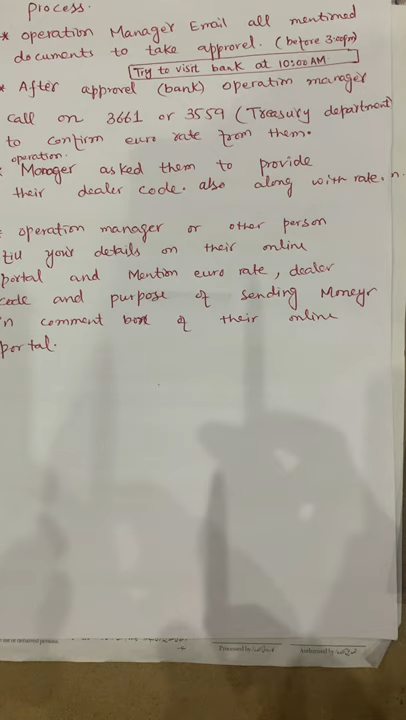 process.
* operation Manager Email all mentioned
documents to take approvel. (before 3:00pm)
Try to visit bank at 10:00 AM.
* After approvel (bank) operation manager
call on 3661 or 3559 (Treasury department)
to confirm euro rate from them.
operation.
: Manager asked them to provide
their dealer code. also along with rate.
: operation manager or other person
fill your details on their online
portal and Mention euro rate, dealer
code and purpose of sending Money
in comment box of their online
portal.
Processed by
Authorized by